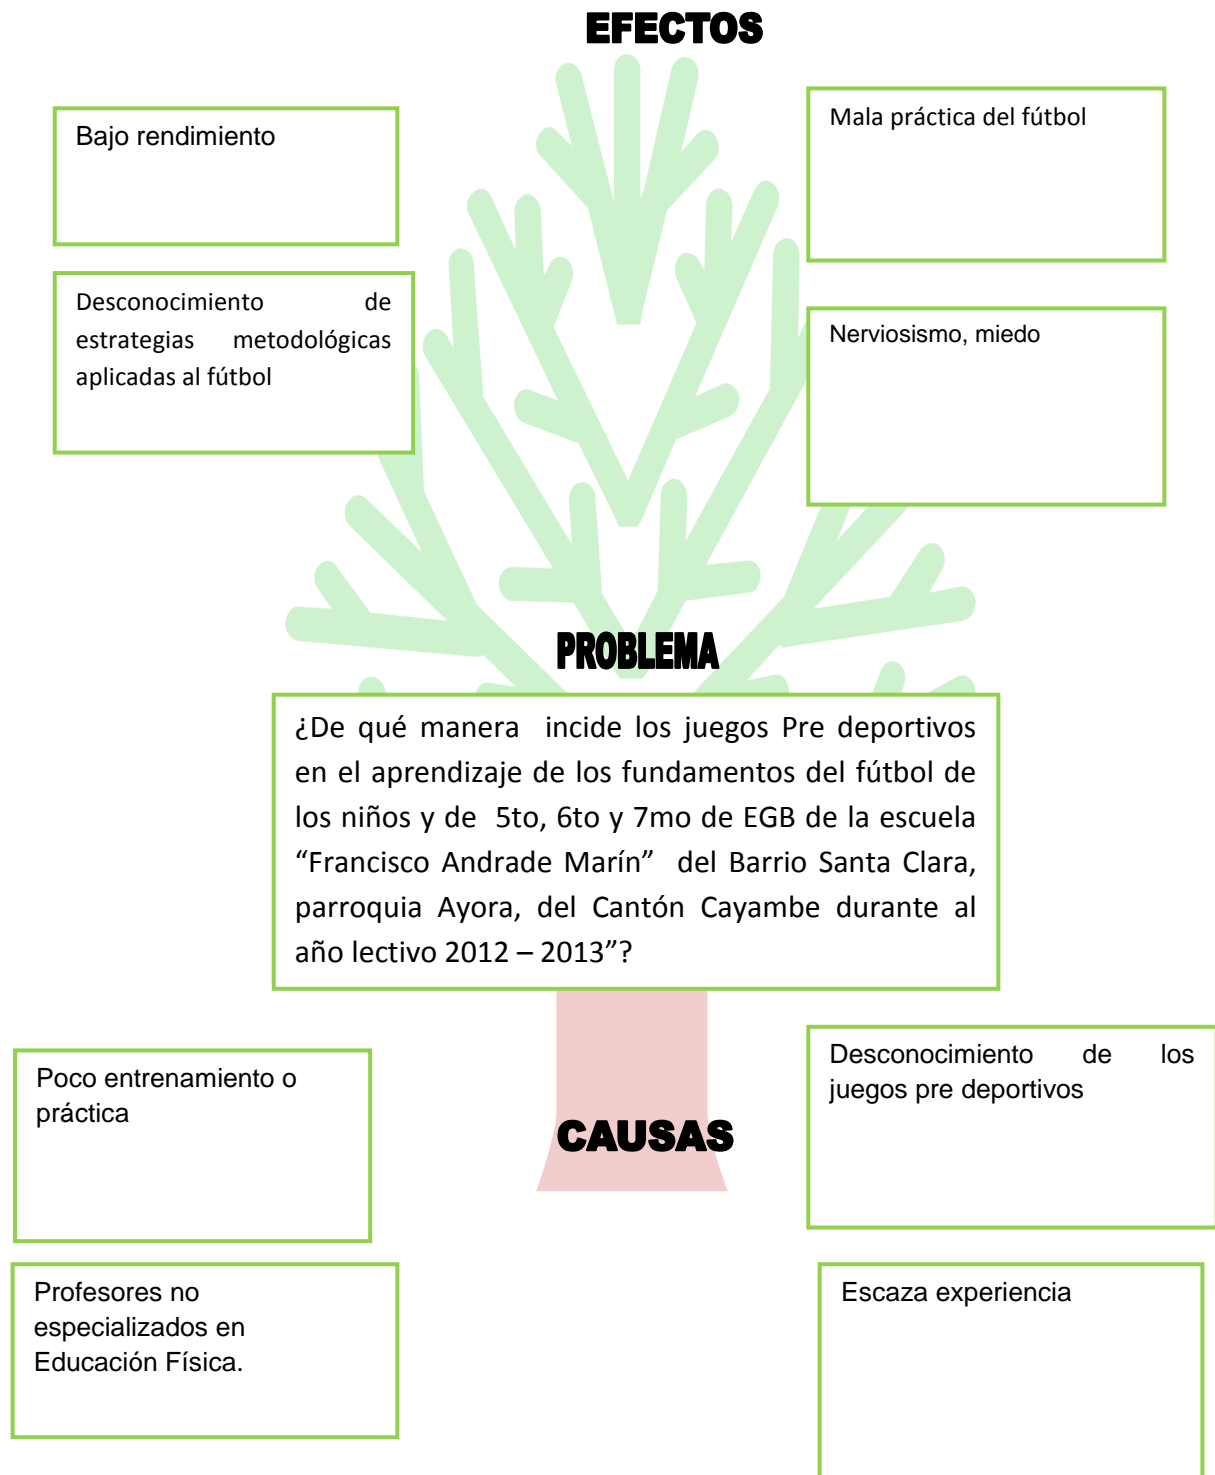 EFECTOS
Bajo rendimiento
Mala práctica del fútbol
Desconocimiento de
estrategias metodológicas
aplicadas al fútbol
Nerviosismo, miedo
PROBLEMA
¿De qué manera incide los juegos Pre deportivos
en el aprendizaje de los fundamentos del fútbol de
los niños y de 5to, 6to y 7mo de EGB de la escuela
“Francisco Andrade Marín” del Barrio Santa Clara,
parroquia Ayora, del Cantón Cayambe durante al
año lectivo 2012 – 2013”?
Poco entrenamiento o
práctica
Desconocimiento de los
juegos pre deportivos
CAUSAS
Profesores no
especializados en
Educación Física.
Escaza experiencia